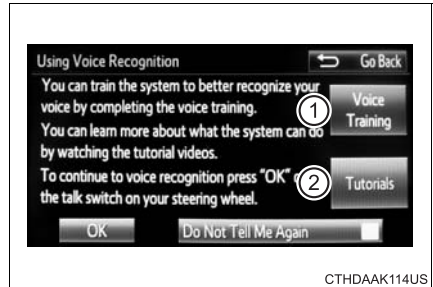 Using Voice Recognition
Go Back
You can train the system to better recognize your
voice by completing the voice training.
You can learn more about what the system can do
by watching the tutorial videos.
To continue to voice recognition press "OK"
the talk switch on your steering wheel.
1
Voice
Training
2
Tutorials
OK
Do Not Tell Me Again
CTHDAAK114US